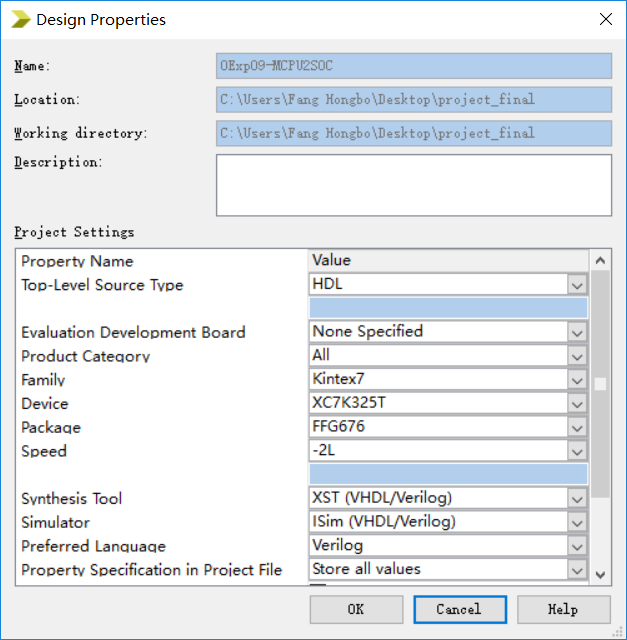 Design Properties
Name: OExp09-MCPU2SOC
Location: C:\Users\Fang Hongbo\Desktop\project_final
Working directory: C:\Users\Fang Hongbo\Desktop\project_final
Description:
Project Settings
Property Name Value
Top-Level Source Type HDL
Evaluation Development Board None Specified
Product Category All
Family Kintex7
Device XC7K325T
Package FFG676
Speed -2L
Synthesis Tool XST (VHDL/Verilog)
Simulator ISim (VHDL/Verilog)
Preferred Language Verilog
Property Specification in Project File Store all values
OK Cancel Help